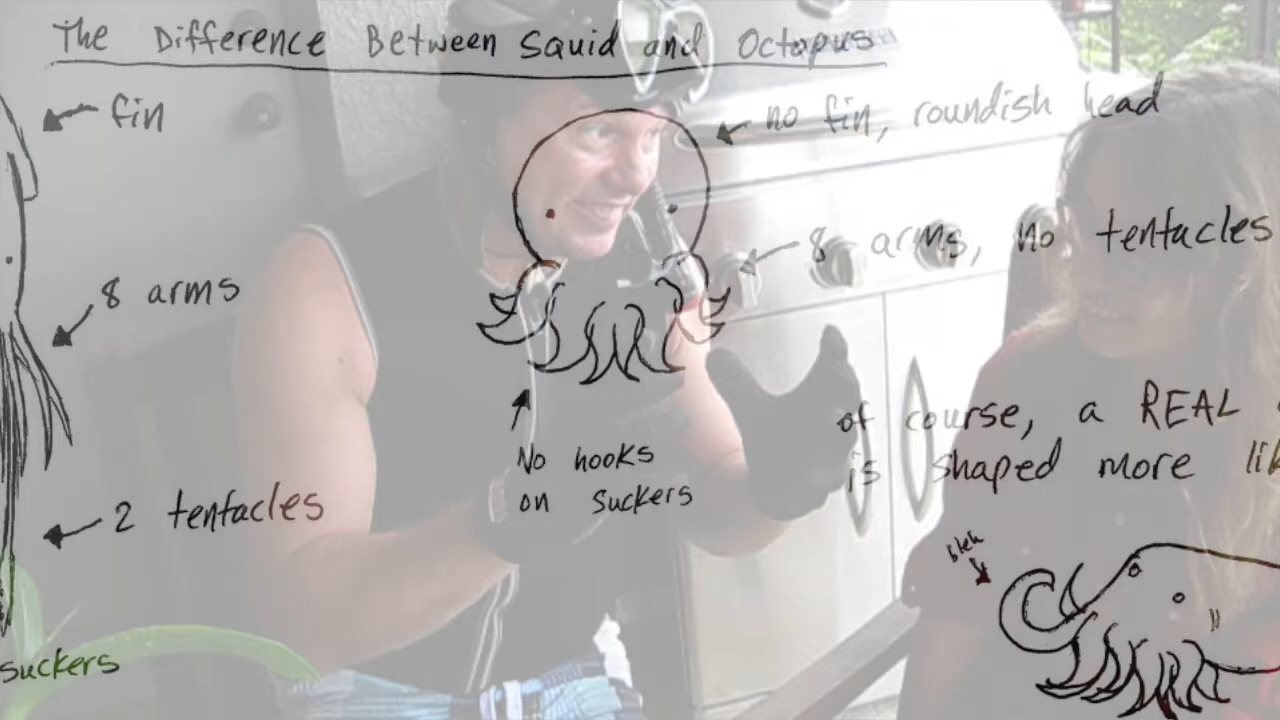 The Difference Between Squid and Octopus
fin
no fin, roundish head
8 arms, no tentacles
8 arms
of course, a REAL
is shaped more
No hooks
on suckers
2 tentacles
bleh
suckers